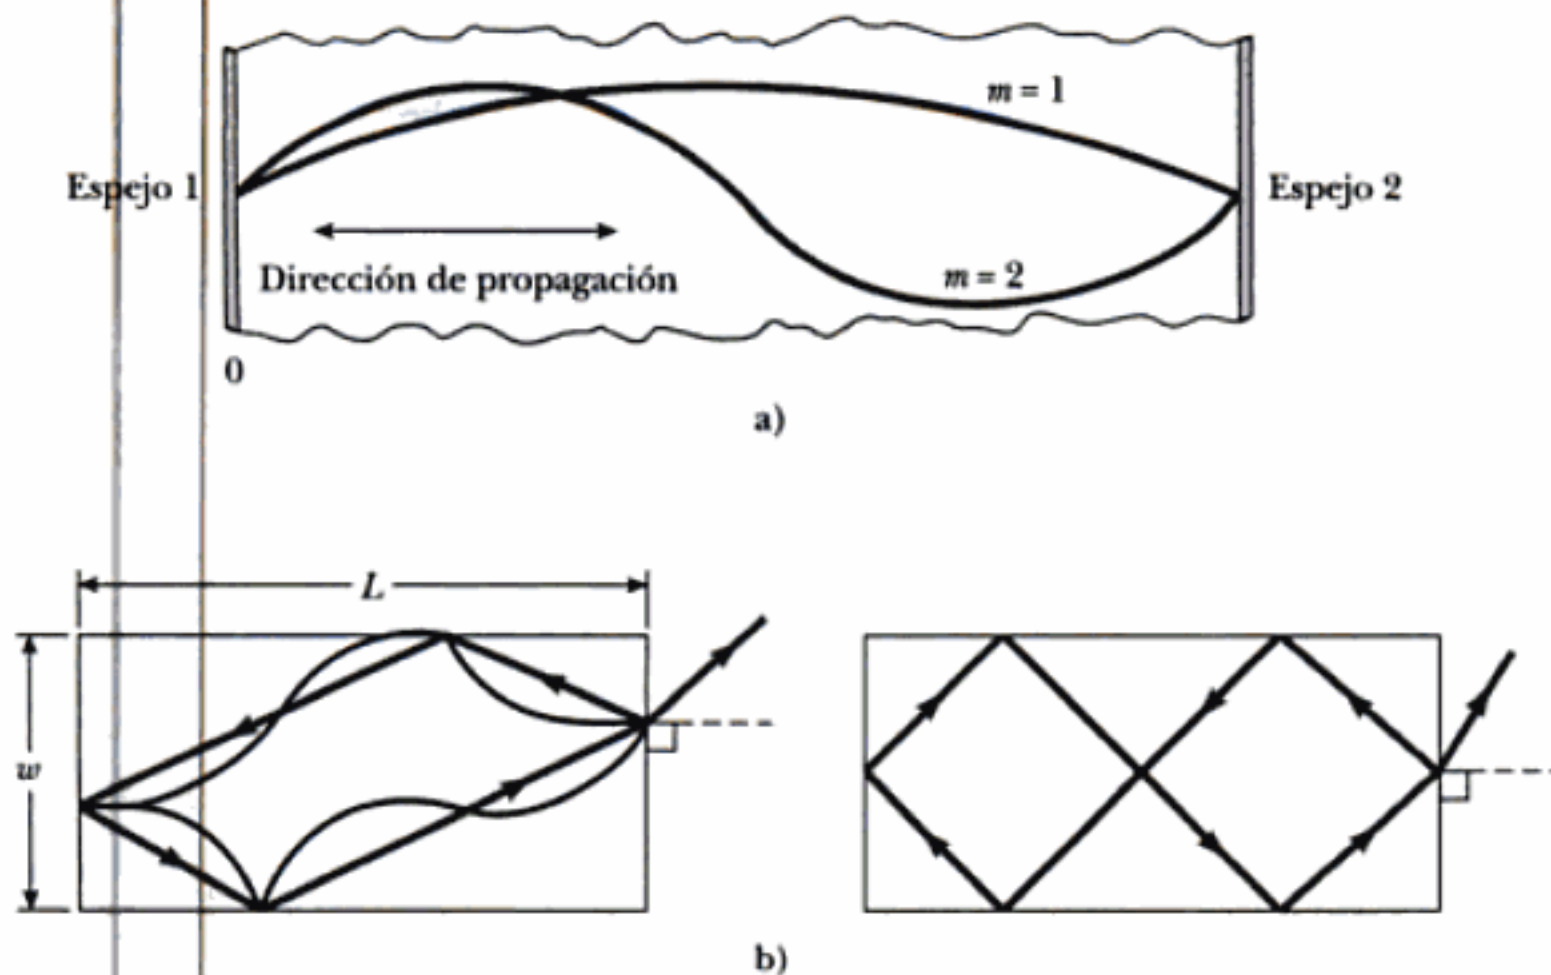 m = 1
Espejo 1
Espejo 2
Dirección de propagación
m = 2
0
a)
L
w
b)